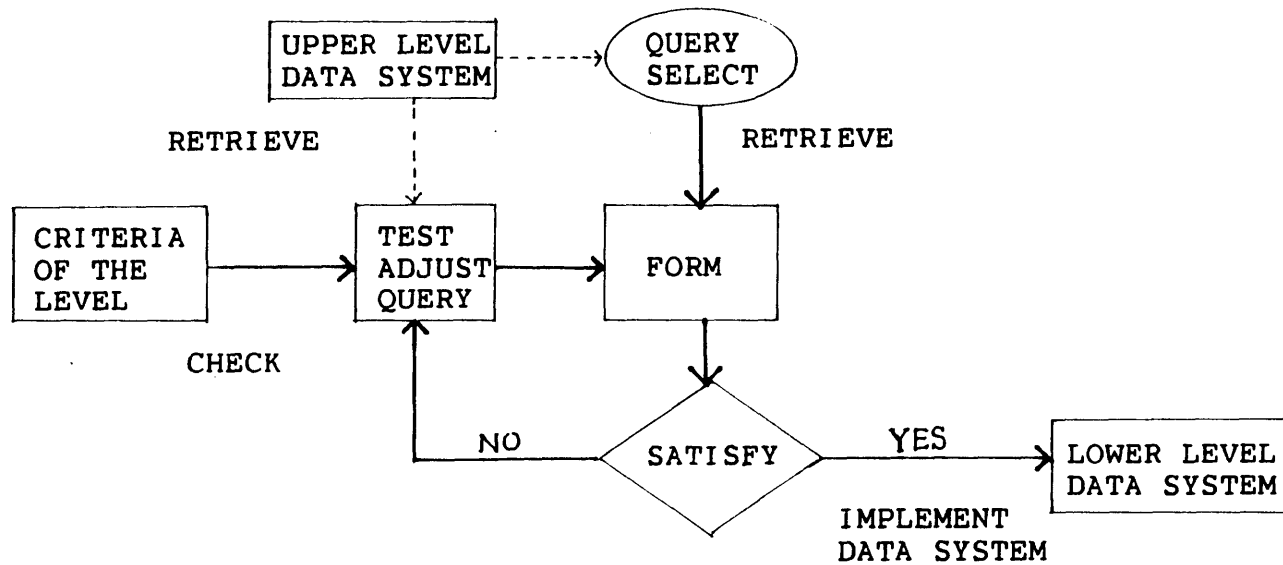 UPPER LEVEL
DATA SYSTEM
QUERY
SELECT
RETRIEVE
RETRIEVE
CRITERIA
OF THE
LEVEL
TEST
ADJUST
QUERY
FORM
CHECK
NO
SATISFY
YES
LOWER LEVEL
DATA SYSTEM
IMPLEMENT
DATA SYSTEM